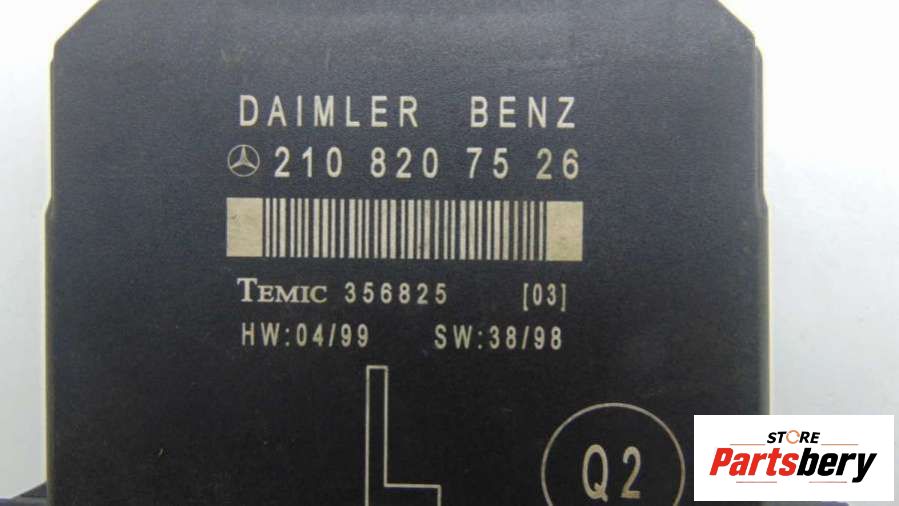 DAIMLER BENZ
210 820 75 26
TEMIC 356825 [03]
HW:04/99 SW:38/98
L
Q2
STORE
Partsbery